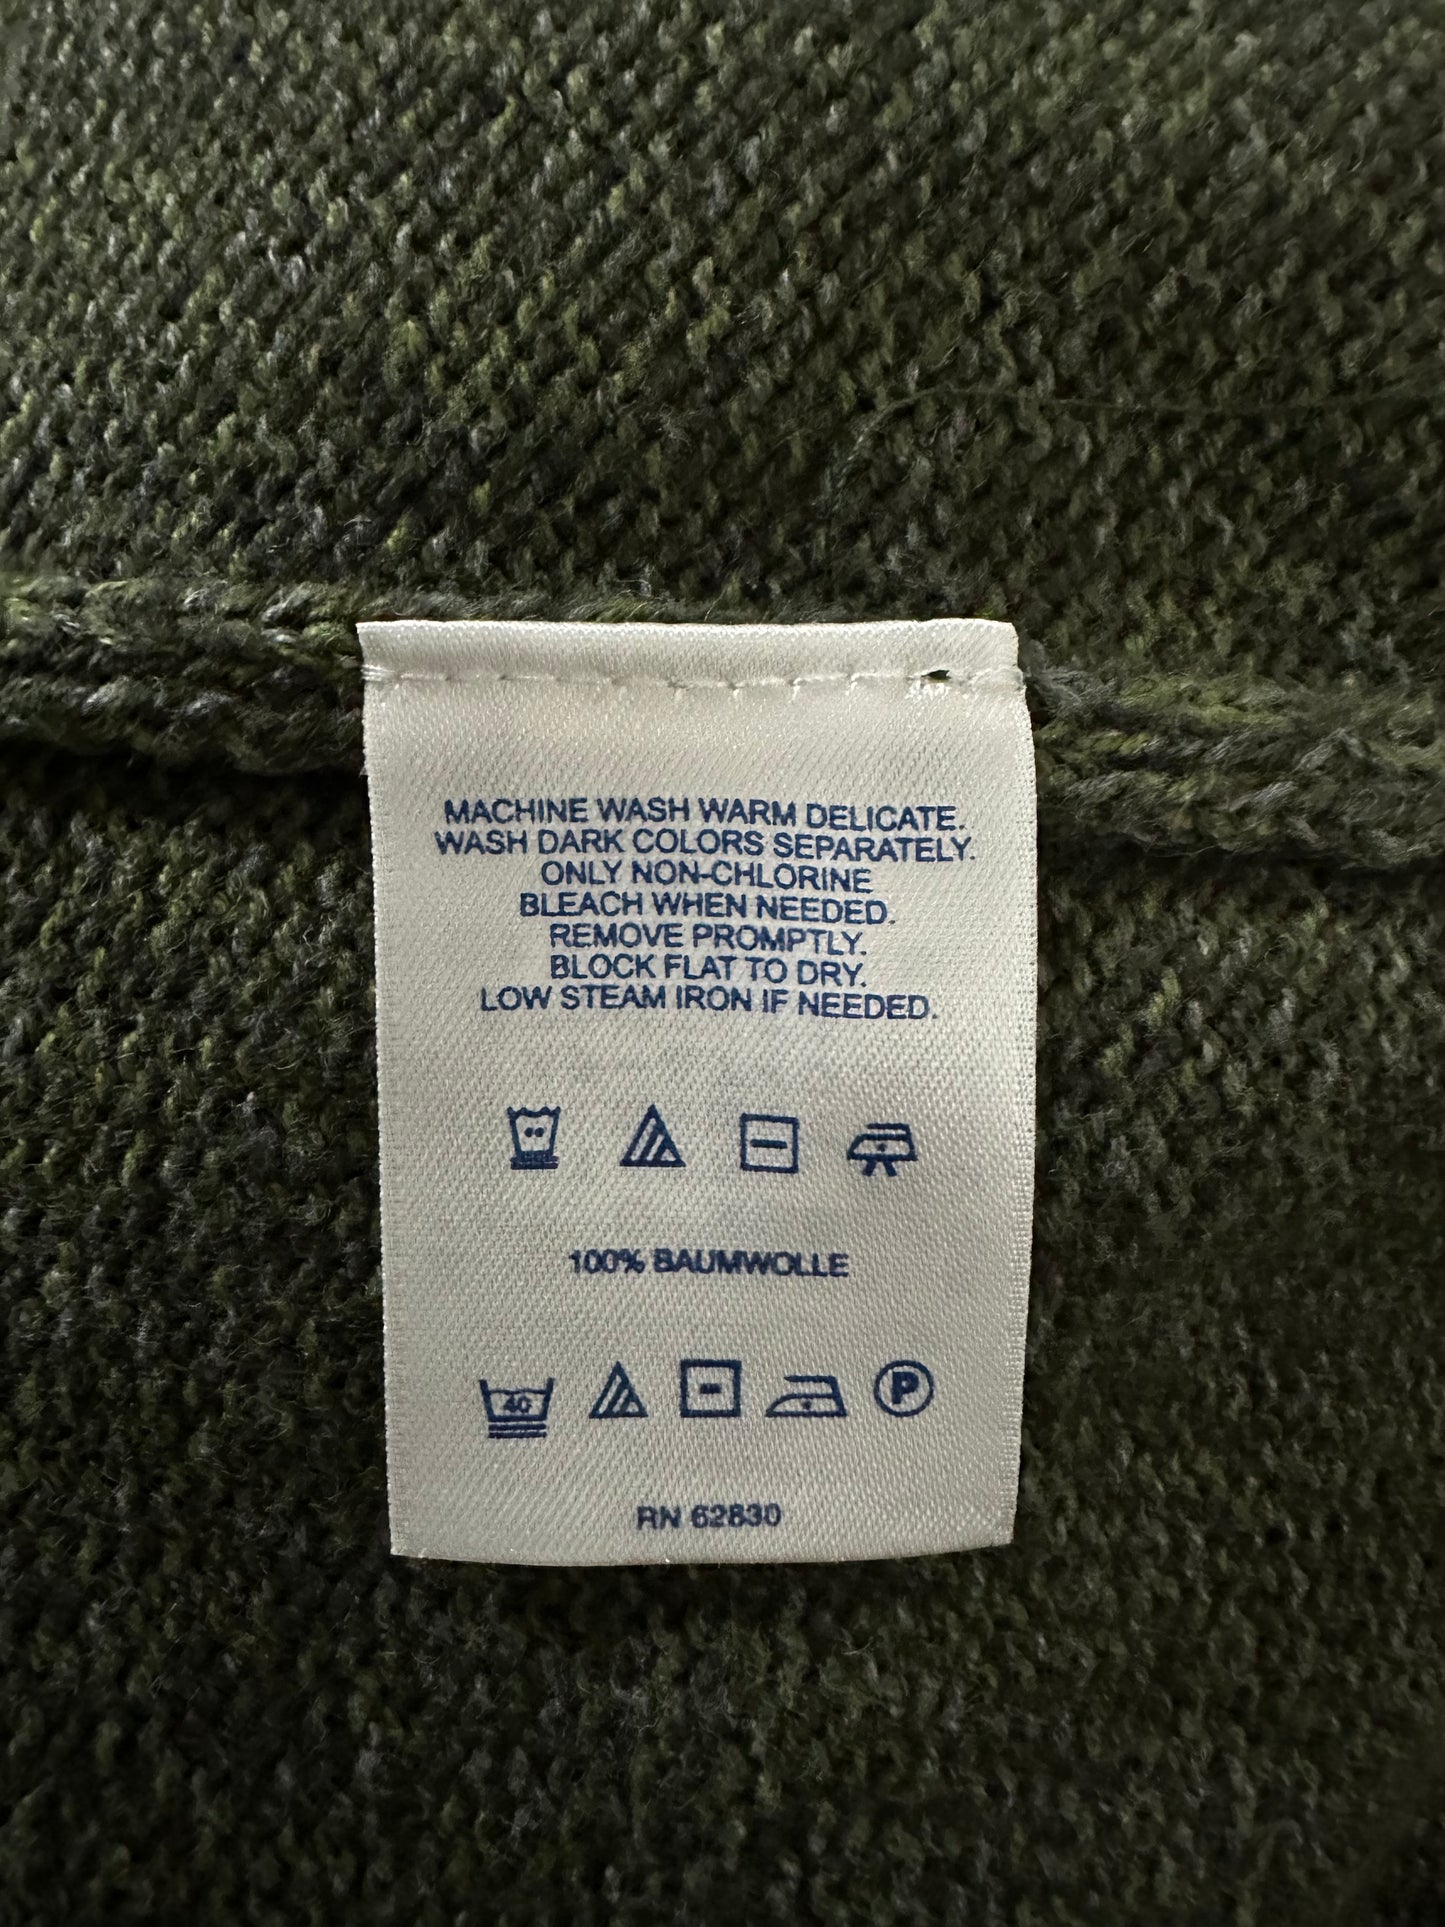 MACHINE WASH WARM DELICATE.
WASH DARK COLORS SEPARATELY.
ONLY NON-CHLORINE
BLEACH WHEN NEEDED.
REMOVE PROMPTLY.
BLOCK FLAT TO DRY.
LOW STEAM IRON IF NEEDED.
100% BAUMWOLLE
40 P
RN 62830